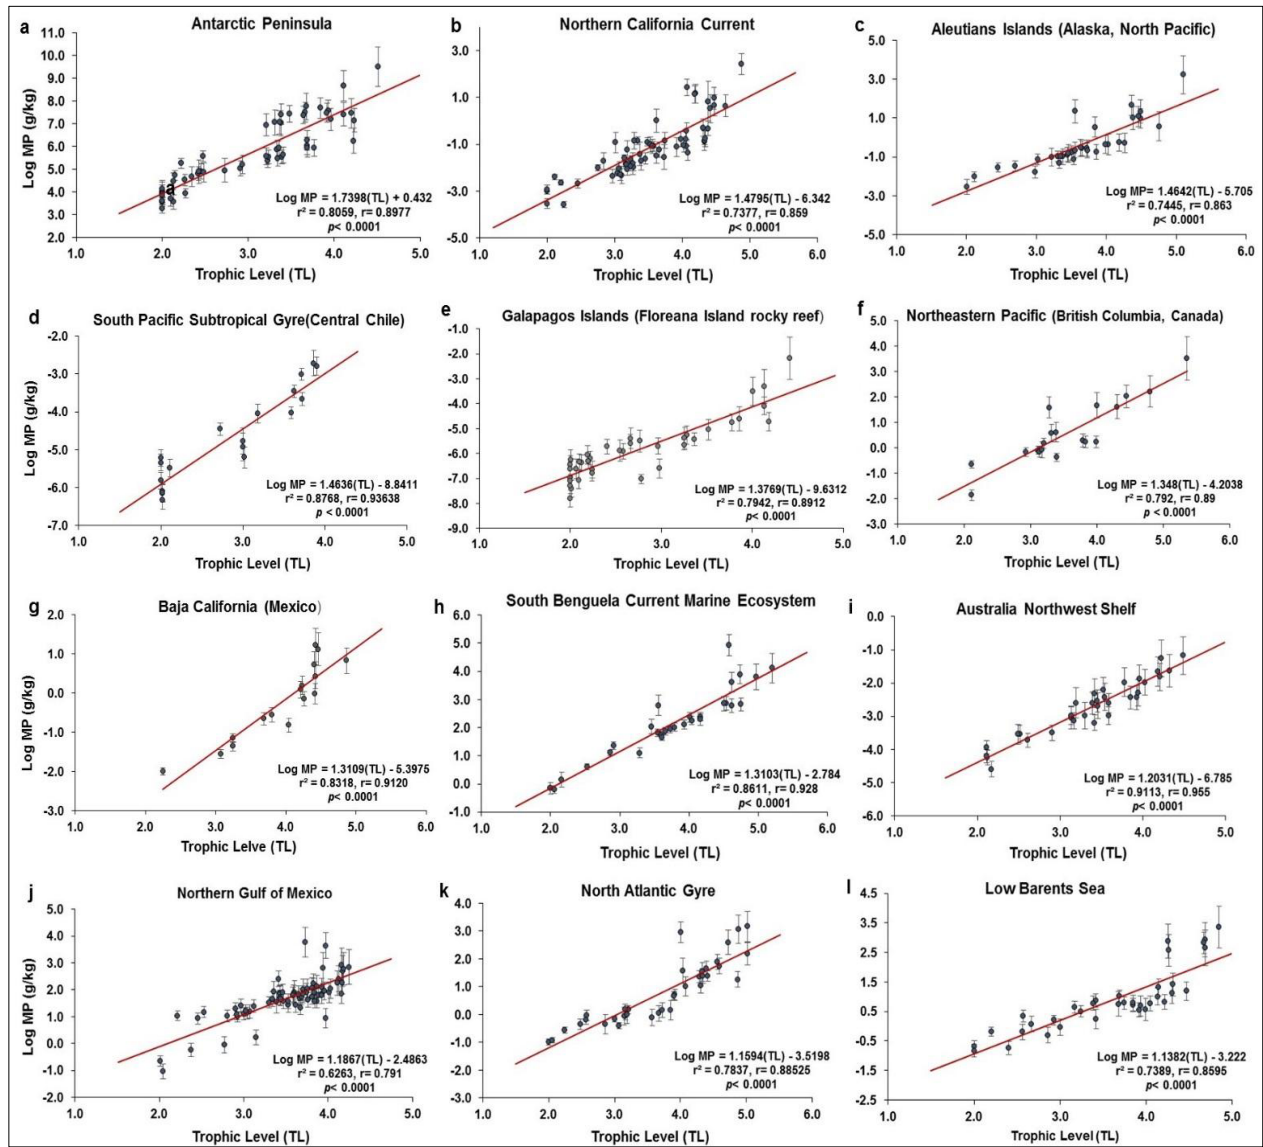 a
Antarctic Peninsula
11.0
10.0
9.0
8.0
7.0
6.0
5.0
4.0
3.0
2.0
Log MP (g/kg)
a
Log MP = 1.7398(TL) + 0.432
r² = 0.8059, r= 0.8977
p< 0.0001
1.0 2.0 3.0 4.0 5.0
Trophic Level (TL)
b
Northern California Current
3.0
1.0
-1.0
-3.0
-5.0
Log MP = 1.4795(TL) - 6.342
r² = 0.7377, r= 0.859
p< 0.0001
1.0 2.0 3.0 4.0 5.0 6.0
Trophic Level (TL)
c
Aleutians Islands (Alaska, North Pacific)
5.0
3.0
1.0
-1.0
-3.0
-5.0
Log MP= 1.4642(TL) - 5.705
r² = 0.7445, r= 0.863
p< 0.0001
1.0 2.0 3.0 4.0 5.0 6.0
Trophic Level (TL)
d
South Pacific Subtropical Gyre(Central Chile)
-2.0
-3.0
-4.0
-5.0
-6.0
-7.0
Log MP (g/kg)
Log MP = 1.4636(TL) - 8.8411
r² = 0.8768, r= 0.93638
p < 0.0001
1.0 2.0 3.0 4.0 5.0
Trophic Level (TL)
e
Galapagos Islands (Floreana Island rocky reef)
-1.0
-2.0
-3.0
-4.0
-5.0
-6.0
-7.0
-8.0
-9.0
Log MP = 1.3769(TL) - 9.6312
r² = 0.7942, r= 0.8912
p< 0.0001
1.0 2.0 3.0 4.0 5.0
Trophic Level (TL)
f
Northeastern Pacific (British Columbia, Canada)
5.0
4.0
3.0
2.0
1.0
0.0
-1.0
-2.0
-3.0
Log MP = 1.348(TL) - 4.2038
r² = 0.792, r= 0.89
p < 0.0001
1.0 2.0 3.0 4.0 5.0 6.0
Trophic Level (TL)
g
Baja California (Mexico)
2.0
1.0
0.0
-1.0
-2.0
-3.0
Log MP (g/kg)
Log MP = 1.3109(TL) - 5.3975
r² = 0.8318, r= 0.9120
p< 0.0001
1.0 2.0 3.0 4.0 5.0 6.0
Trophic Lelve (TL)
h
South Benguela Current Marine Ecosystem
6.0
5.0
4.0
3.0
2.0
1.0
0.0
-1.0
Log MP = 1.3103(TL) - 2.784
r² = 0.8611, r= 0.928
p< 0.0001
1.0 2.0 3.0 4.0 5.0 6.0
Trophic Level (TL)
i
Australia Northwest Shelf
0.0
-1.0
-2.0
-3.0
-4.0
-5.0
-6.0
Log MP = 1.2031(TL) - 6.785
r² = 0.9113, r= 0.955
p< 0.0001
1.0 2.0 3.0 4.0 5.0
Trophic Level (TL)
j
Northern Gulf of Mexico
5.0
4.0
3.0
2.0
1.0
0.0
-1.0
-2.0
Log MP (g/kg)
Log MP = 1.1867(TL) - 2.4863
r² = 0.6263, r= 0.791
p< 0.0001
1.0 2.0 3.0 4.0 5.0
Trophic Level (TL)
k
North Atlantic Gyre
4.0
3.0
2.0
1.0
0.0
-1.0
-2.0
-3.0
Log MP = 1.1594(TL) - 3.5198
r² = 0.7837, r= 0.88525
p< 0.0001
1.0 2.0 3.0 4.0 5.0 6.0
Trophic Level (TL)
l
Low Barents Sea
4.5
3.5
2.5
1.5
0.5
-0.5
-1.5
-2.5
Log MP = 1.1382(TL) - 3.222
r² = 0.7389, r= 0.8595
p< 0.0001
1.0 2.0 3.0 4.0 5.0
Trophic Level (TL)